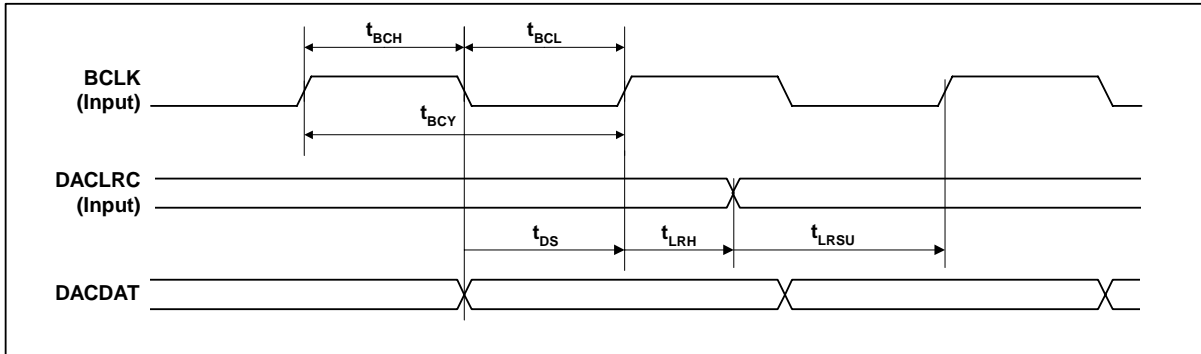 tBCH
tBCL
BCLK
(Input)
tBCY
DACLRC
(Input)
tDS
tLRH
tLRSU
DACDAT